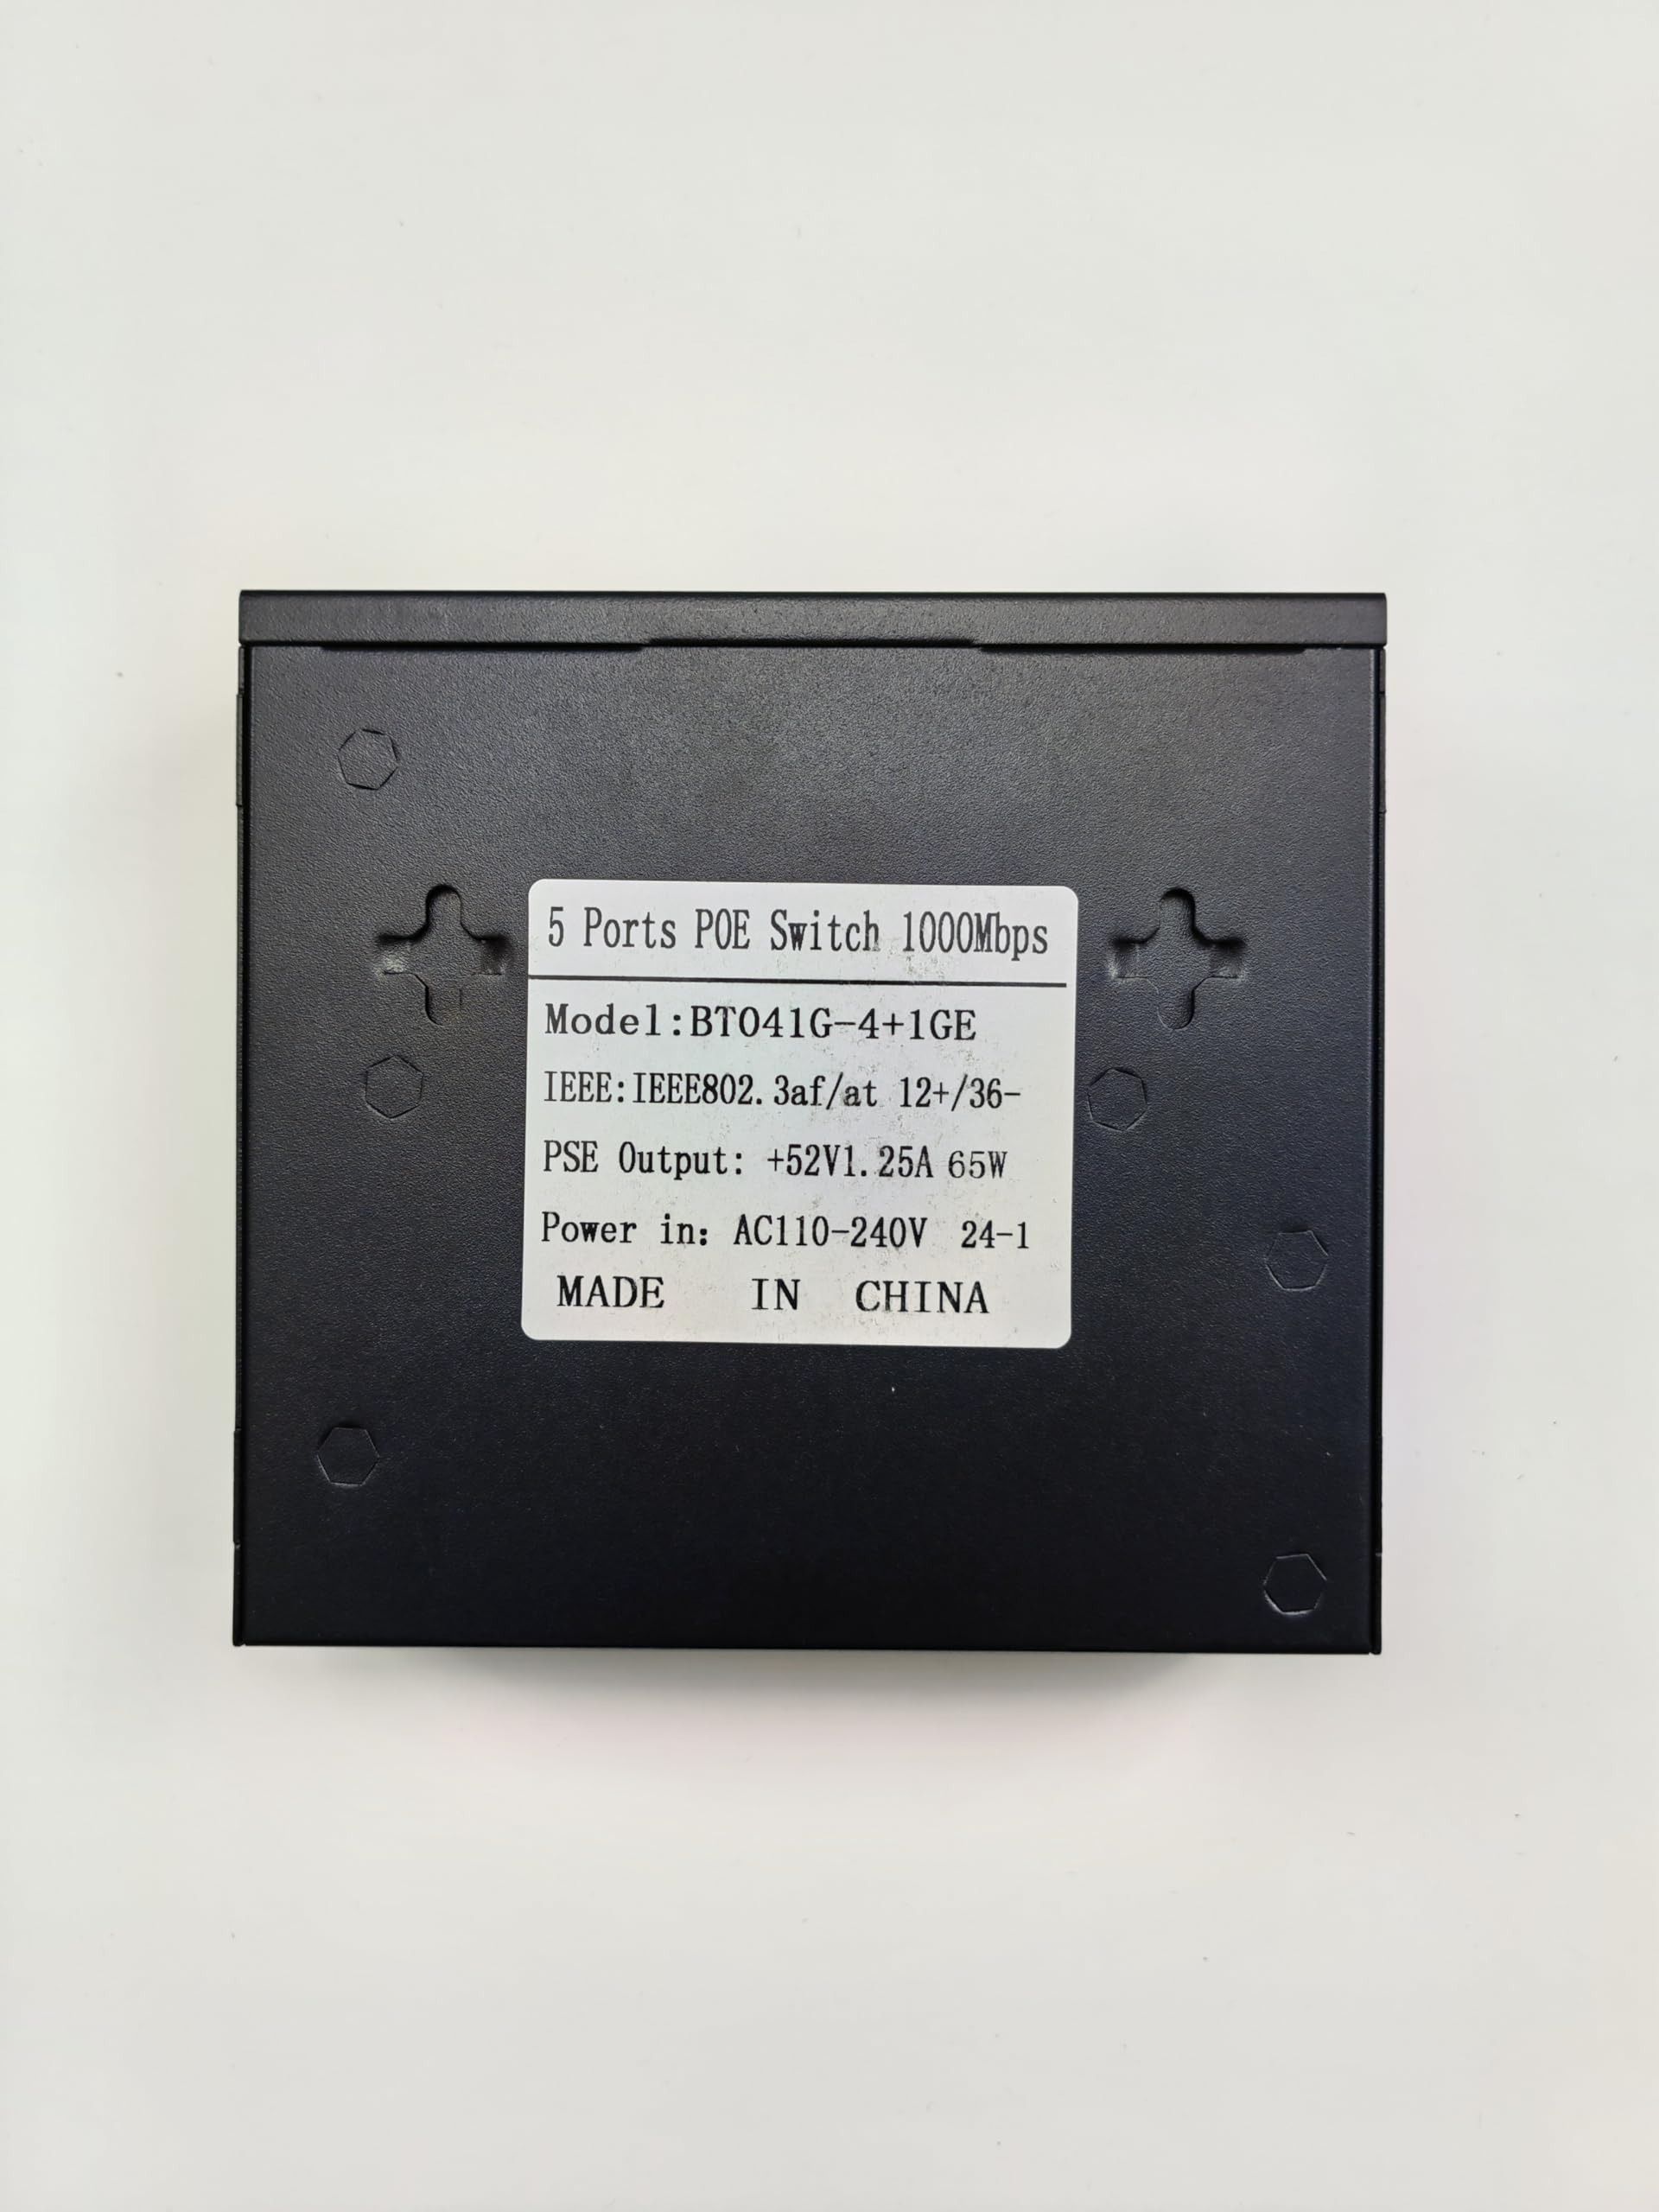 5 Ports POE Switch 1000Mbps
Model:BT041G-4+1GE
IEEE:IEEE802.3af/at 12+/36-
PSE Output: +52V1.25A 65W
Power in: AC110-240V 24-1
MADE IN CHINA